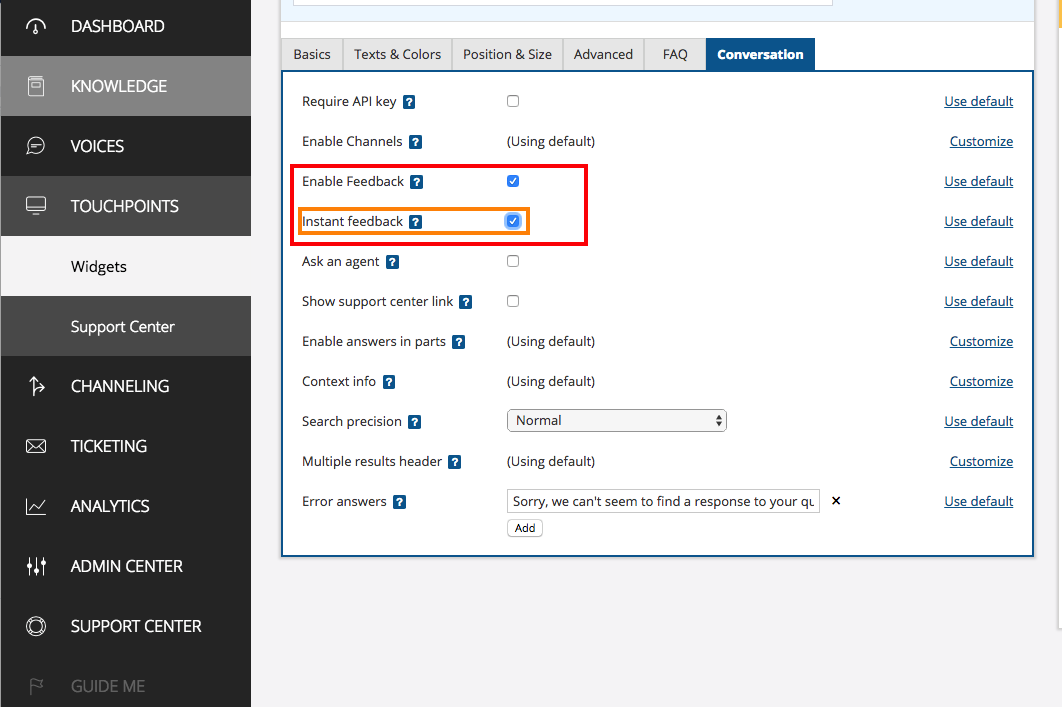 DASHBOARD
KNOWLEDGE
VOICES
TOUCHPOINTS
Widgets
Support Center
CHANNELING
TICKETING
ANALYTICS
ADMIN CENTER
SUPPORT CENTER
GUIDE ME
Basics Texts & Colors Position & Size Advanced FAQ Conversation
Require API key ? Use default
Enable Channels ? (Using default) Customize
Enable Feedback ? Use default
Instant feedback ? Use default
Ask an agent ? Use default
Show support center link ? Use default
Enable answers in parts ? (Using default) Customize
Context info ? (Using default) Customize
Search precision ? Normal Use default
Multiple results header ? (Using default) Customize
Error answers ? Sorry, we can't seem to find a response to your qu × Use default
Add